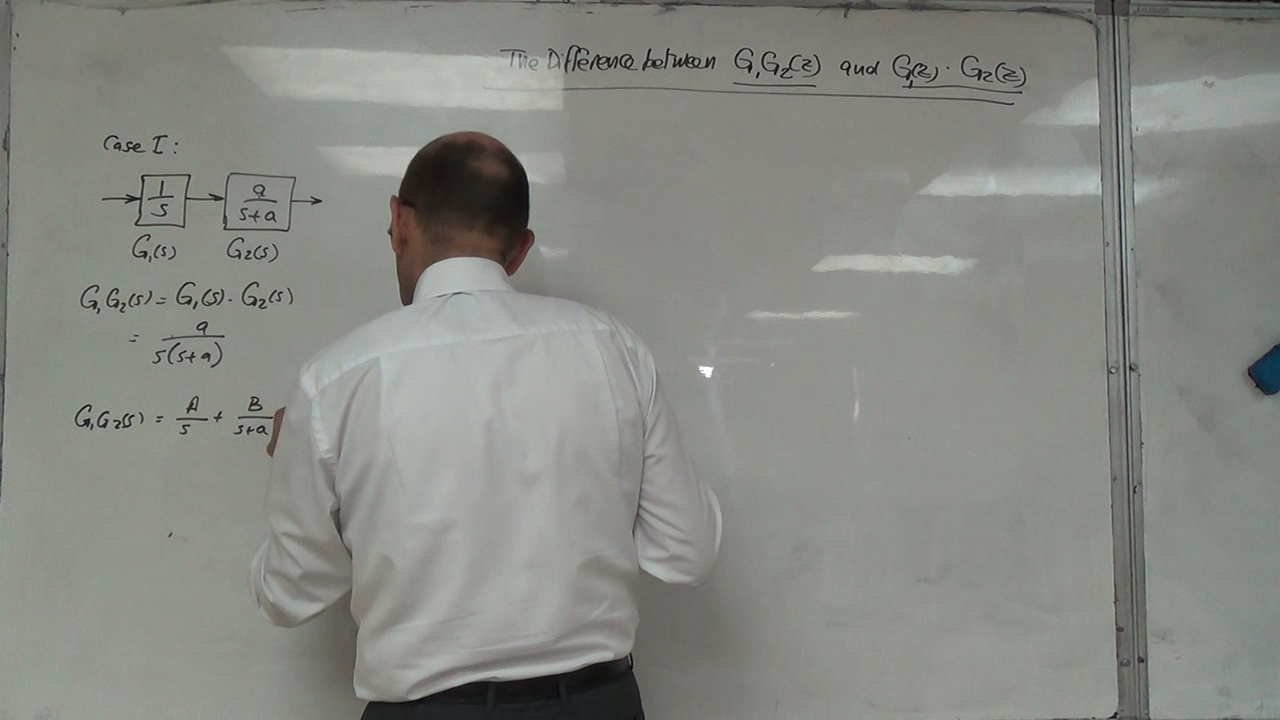 The Difference between G₁G₂(z) and G₁(z) · G₂(z)
Case I :
1/s a/(s+a)
G₁(s) G₂(s)
G₁G₂(s) = G₁(s) · G₂(s)
= a/(s(s+a))
G₁G₂(s) = A/s + B/(s+a)